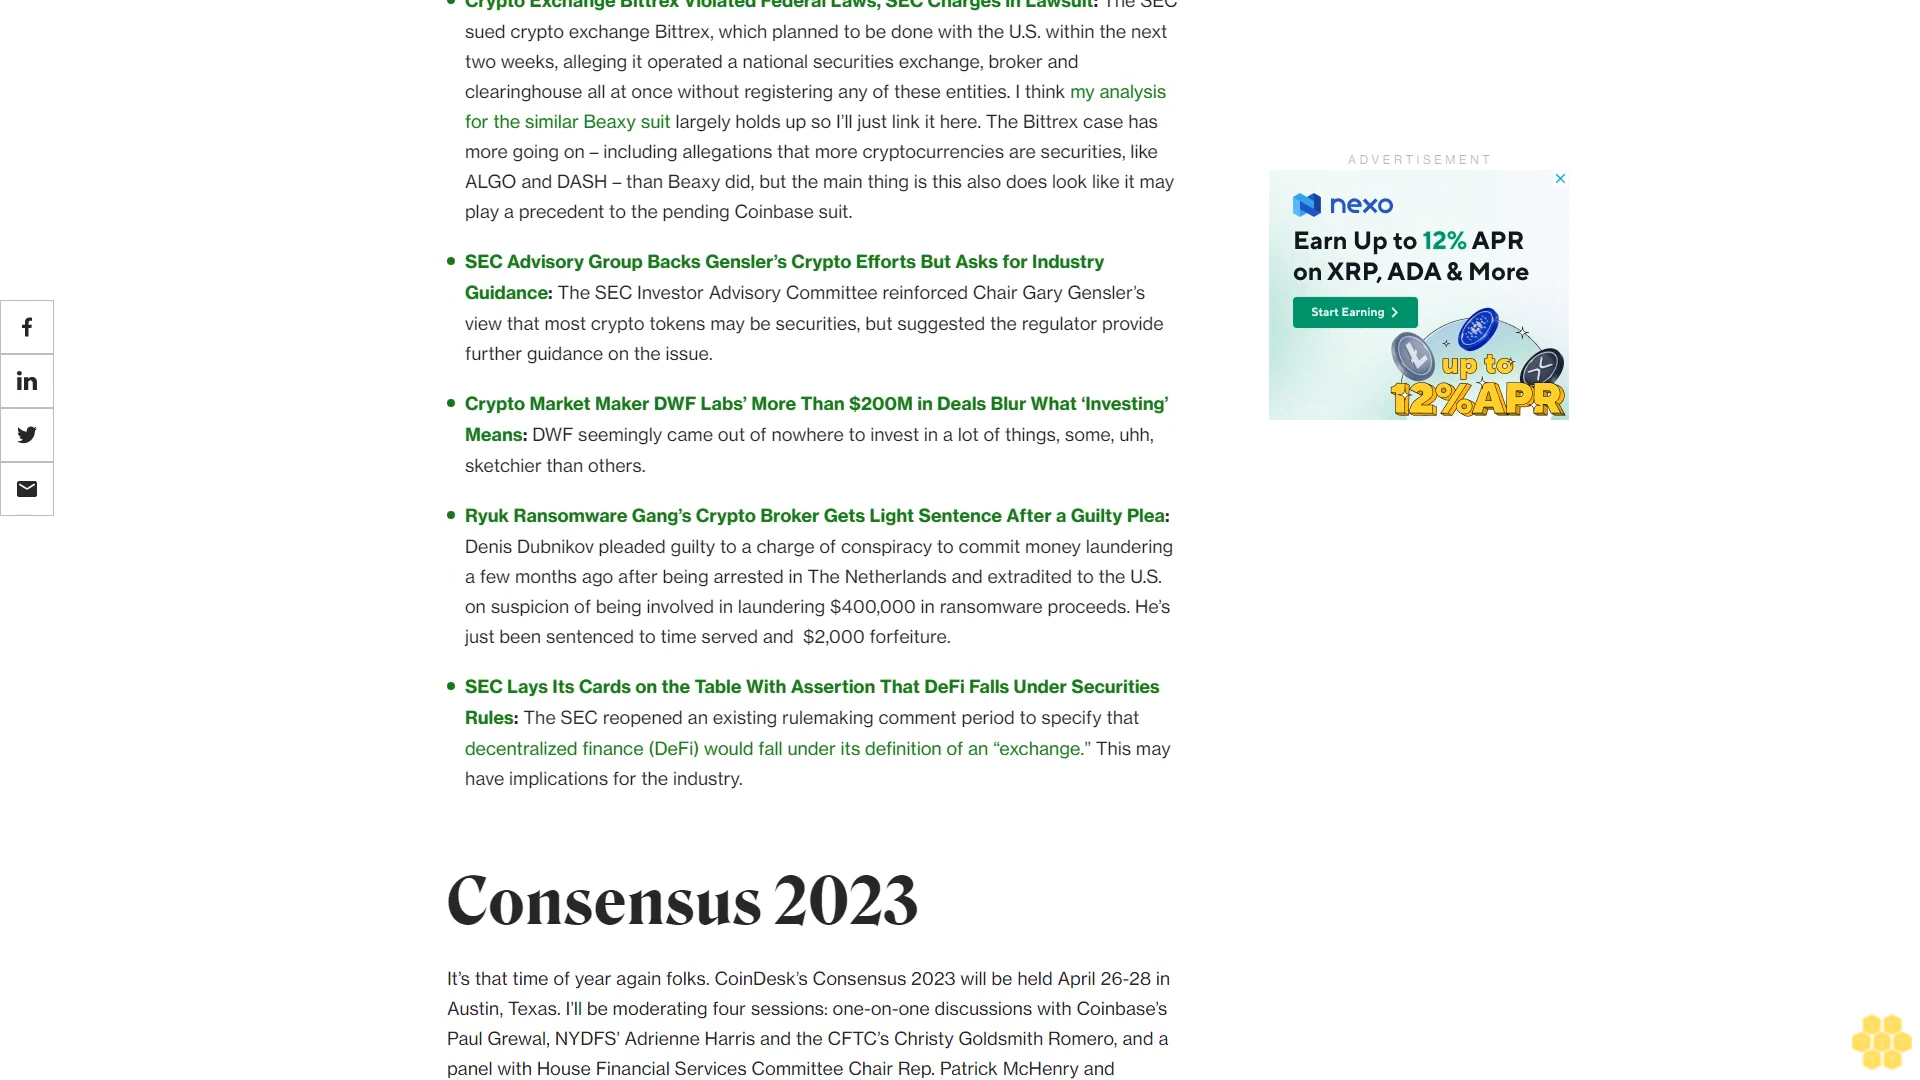 Crypto Exchange Bittrex Violated Federal Laws, SEC Charges in Lawsuit: The SEC
sued crypto exchange Bittrex, which planned to be done with the U.S. within the next
two weeks, alleging it operated a national securities exchange, broker and
clearinghouse all at once without registering any of these entities. I think my analysis
for the similar Beaxy suit largely holds up so I’ll just link it here. The Bittrex case has
more going on – including allegations that more cryptocurrencies are securities, like
ALGO and DASH – than Beaxy did, but the main thing is this also does look like it may
play a precedent to the pending Coinbase suit.
SEC Advisory Group Backs Gensler’s Crypto Efforts But Asks for Industry
Guidance: The SEC Investor Advisory Committee reinforced Chair Gary Gensler’s
view that most crypto tokens may be securities, but suggested the regulator provide
further guidance on the issue.
Crypto Market Maker DWF Labs’ More Than $200M in Deals Blur What ‘Investing’
Means: DWF seemingly came out of nowhere to invest in a lot of things, some, uhh,
sketchier than others.
Ryuk Ransomware Gang’s Crypto Broker Gets Light Sentence After a Guilty Plea:
Denis Dubnikov pleaded guilty to a charge of conspiracy to commit money laundering
a few months ago after being arrested in The Netherlands and extradited to the U.S.
on suspicion of being involved in laundering $400,000 in ransomware proceeds. He’s
just been sentenced to time served and  $2,000 forfeiture.
SEC Lays Its Cards on the Table With Assertion That DeFi Falls Under Securities
Rules: The SEC reopened an existing rulemaking comment period to specify that
decentralized finance (DeFi) would fall under its definition of an “exchange.” This may
have implications for the industry.
Consensus 2023
It’s that time of year again folks. CoinDesk’s Consensus 2023 will be held April 26-28 in
Austin, Texas. I’ll be moderating four sessions: one-on-one discussions with Coinbase’s
Paul Grewal, NYDFS’ Adrienne Harris and the CFTC’s Christy Goldsmith Romero, and a
panel with House Financial Services Committee Chair Rep. Patrick McHenry and
ADVERTISEMENT
nexo
Earn Up to 12% APR
on XRP, ADA & More
Start Earning
up to
12% APR